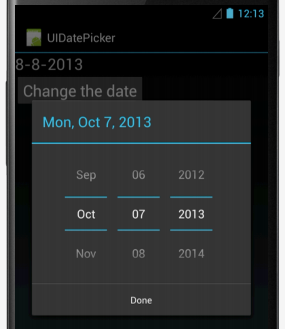 12:13
UIDatePicker
8-8-2013
Change the date
Mon, Oct 7, 2013
Sep 06 2012
Oct 07 2013
Nov 08 2014
Done